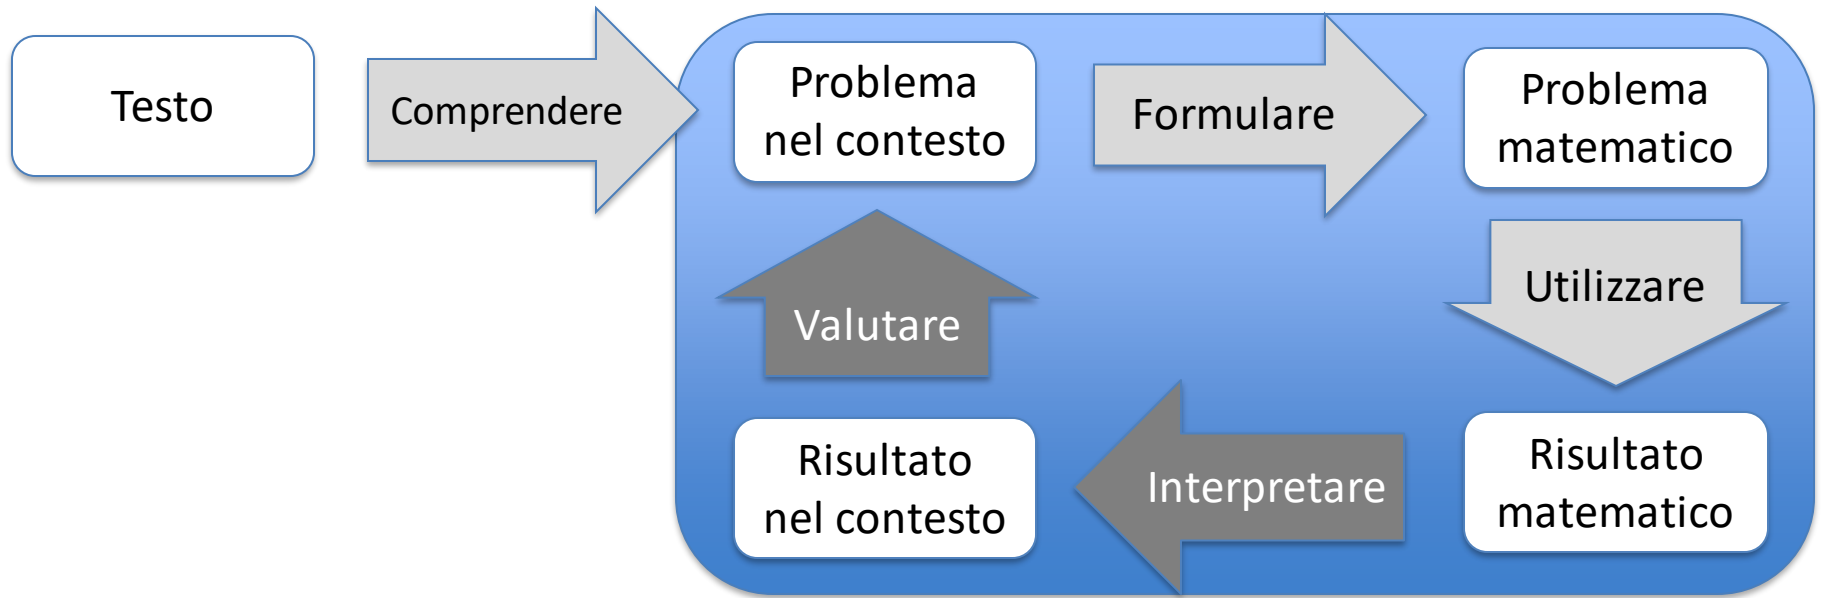 Testo
Comprendere
Problema
nel contesto
Formulare
Problema
matematico
Utilizzare
Risultato
matematico
Interpretare
Risultato
nel contesto
Valutare